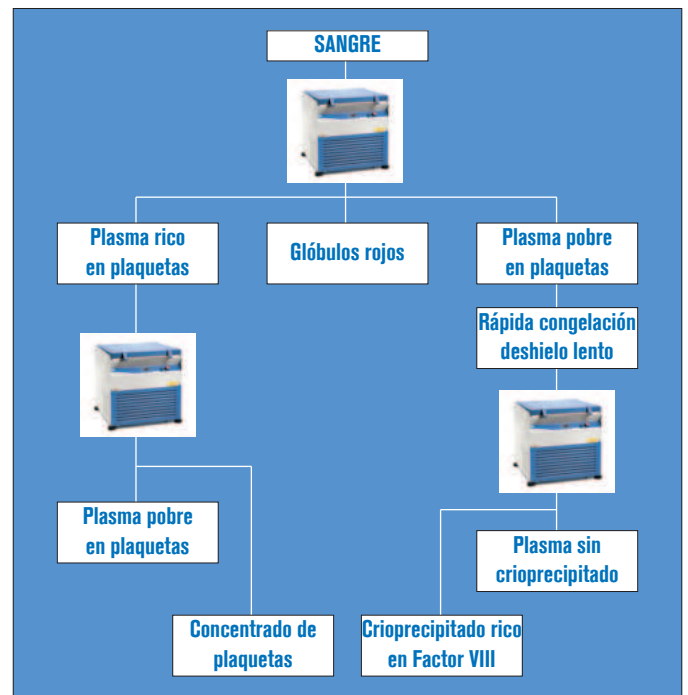 SANGRE
Plasma rico
en plaquetas
Glóbulos rojos
Plasma pobre
en plaquetas
Rápida congelación
deshielo lento
Plasma pobre
en plaquetas
Plasma sin
crioprecipitado
Concentrado de
plaquetas
Crioprecipitado rico
en Factor VIII